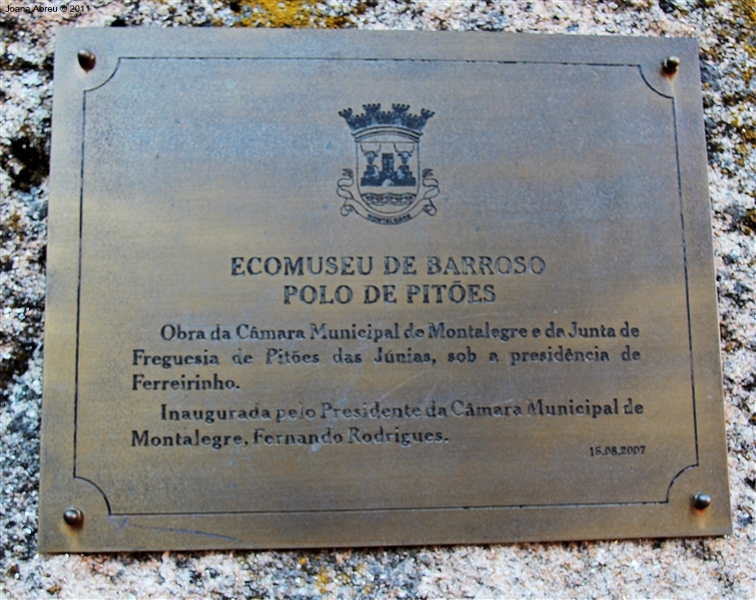 Joana Abreu © 2011
MONTALEGRE
ECOMUSEU DE BARROSO
POLO DE PITÕES
Obra da Câmara Municipal de Montalegre e da Junta de
Freguesia de Pitões das Júnias, sob a presidência de
Ferreirinho.
Inaugurada pelo Presidente da Câmara Municipal de
Montalegre, Fernando Rodrigues.
15.08.2007